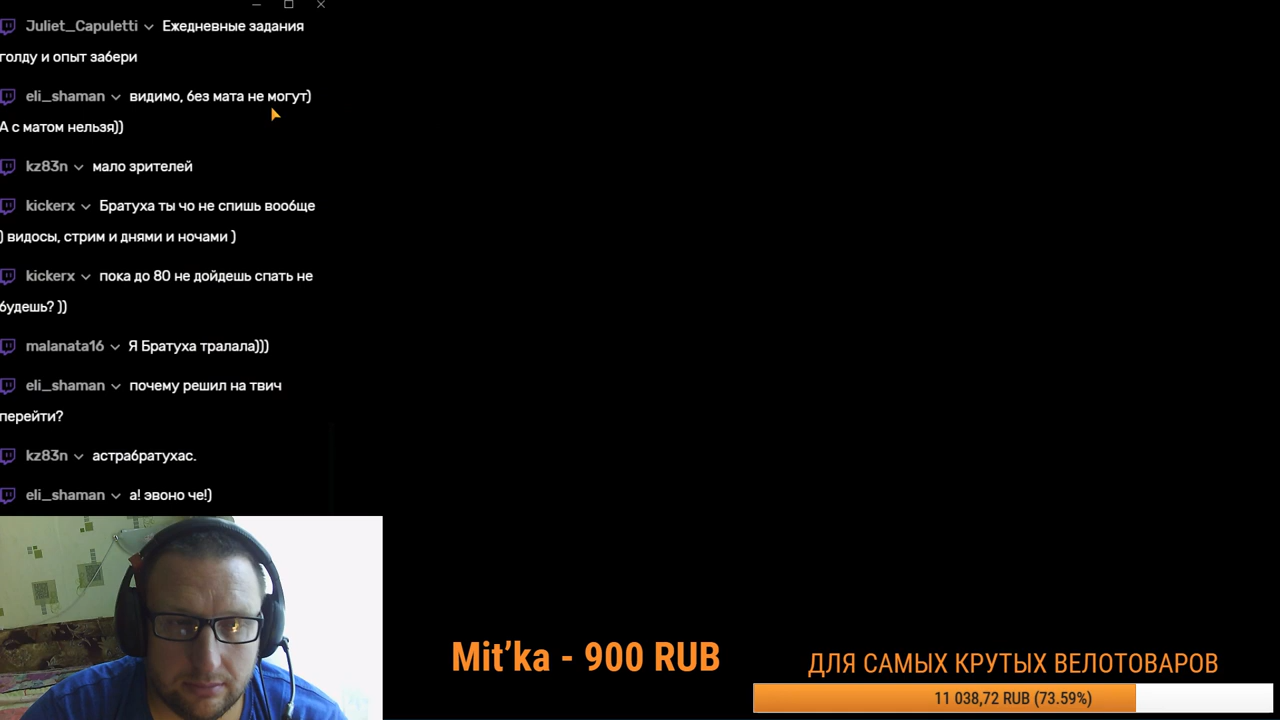 Juliet_Capuletti Ежедневные задания
голду и опыт забери
eli_shaman видимо, без мата не могут)
А с матом нельзя))
kz83n мало зрителей
kickerx Братуха ты чо не спишь вообще
) видосы, стрим и днями и ночами )
kickerx пока до 80 не дойдешь спать не
будешь? ))
malanata16 Я Братуха тралала)))
eli_shaman почему решил на твич
перейти?
kz83n астрабратухас.
eli_shaman а! эвоно че!)
Mit’ka - 900 RUB
ДЛЯ САМЫХ КРУТЫХ ВЕЛОТОВАРОВ
11 038,72 RUB (73.59%)